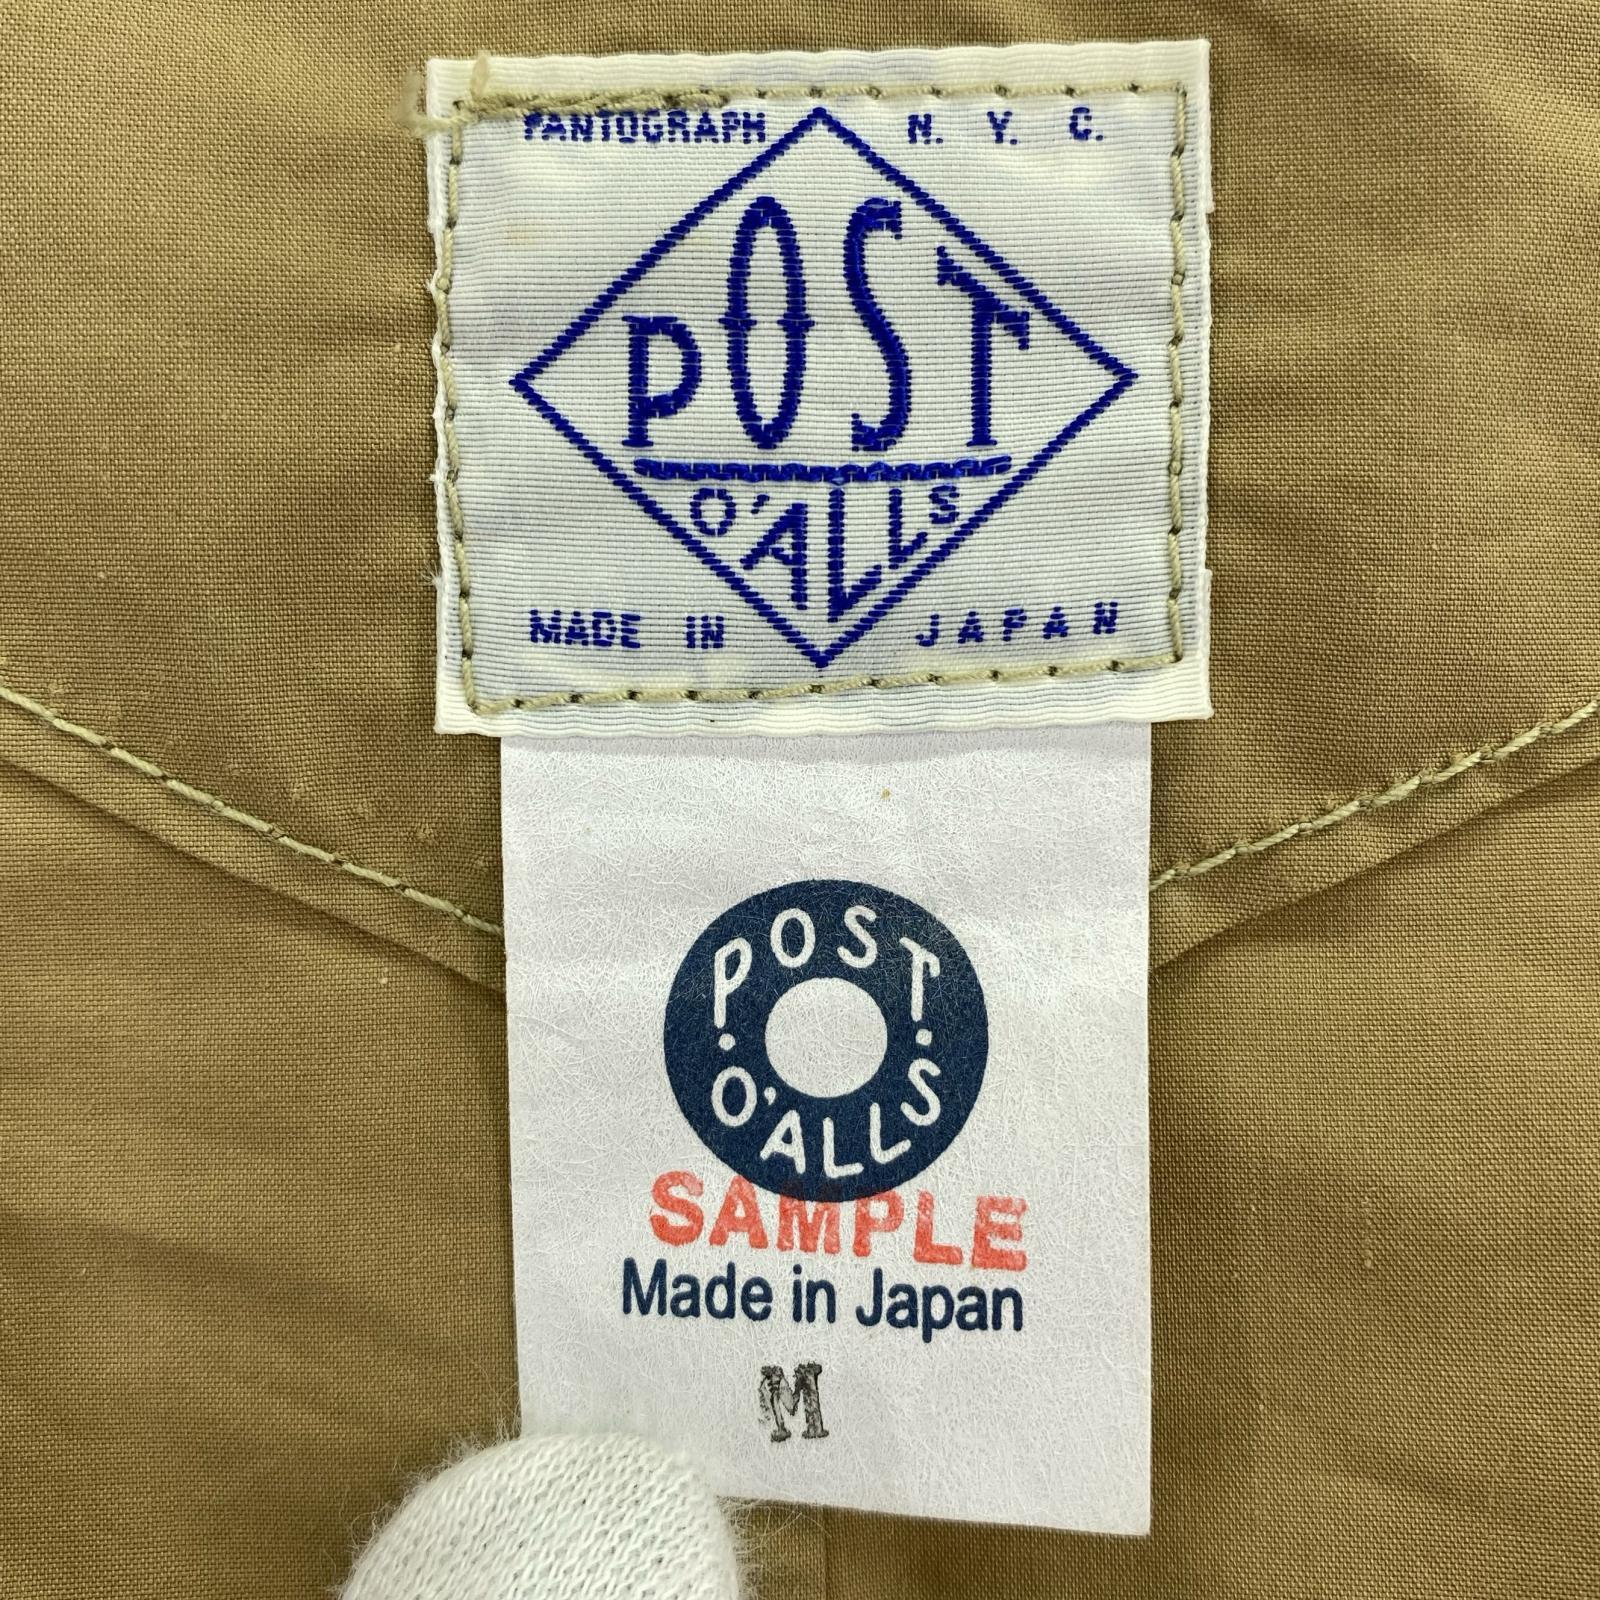 PANTOGRAPH N. Y. C.
POST
O'ALLS
MADE IN JAPAN
POST
O'ALLS
SAMPLE
Made in Japan
M